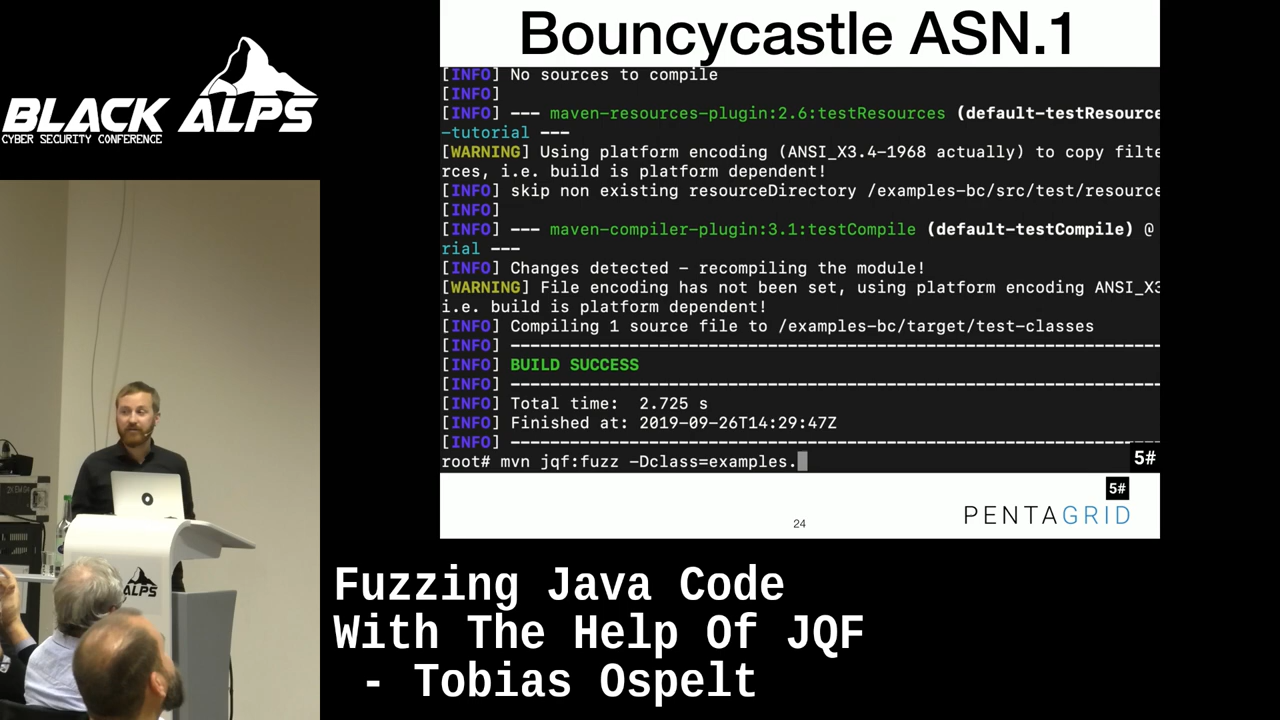 BLACK ALPS
CYBER SECURITY CONFERENCE
Bouncycastle ASN.1
[INFO] No sources to compile
[INFO]
[INFO] --- maven-resources-plugin:2.6:testResources (default-testResource
-tutorial ---
[WARNING] Using platform encoding (ANSI_X3.4-1968 actually) to copy filte
rces, i.e. build is platform dependent!
[INFO] skip non existing resourceDirectory /examples-bc/src/test/resource
[INFO]
[INFO] --- maven-compiler-plugin:3.1:testCompile (default-testCompile) @
rial ---
[INFO] Changes detected - recompiling the module!
[WARNING] File encoding has not been set, using platform encoding ANSI_X3
i.e. build is platform dependent!
[INFO] Compiling 1 source file to /examples-bc/target/test-classes
[INFO] ------------------------------------------------------------------
[INFO] BUILD SUCCESS
[INFO] ------------------------------------------------------------------
[INFO] Total time:  2.725 s
[INFO] Finished at: 2019-09-26T14:29:47Z
[INFO] ------------------------------------------------------------------
root# mvn jqf:fuzz -Dclass=examples.
5#
5#
24
PENTAGRID
ALPS
Fuzzing Java Code
With The Help Of JQF
- Tobias Ospelt